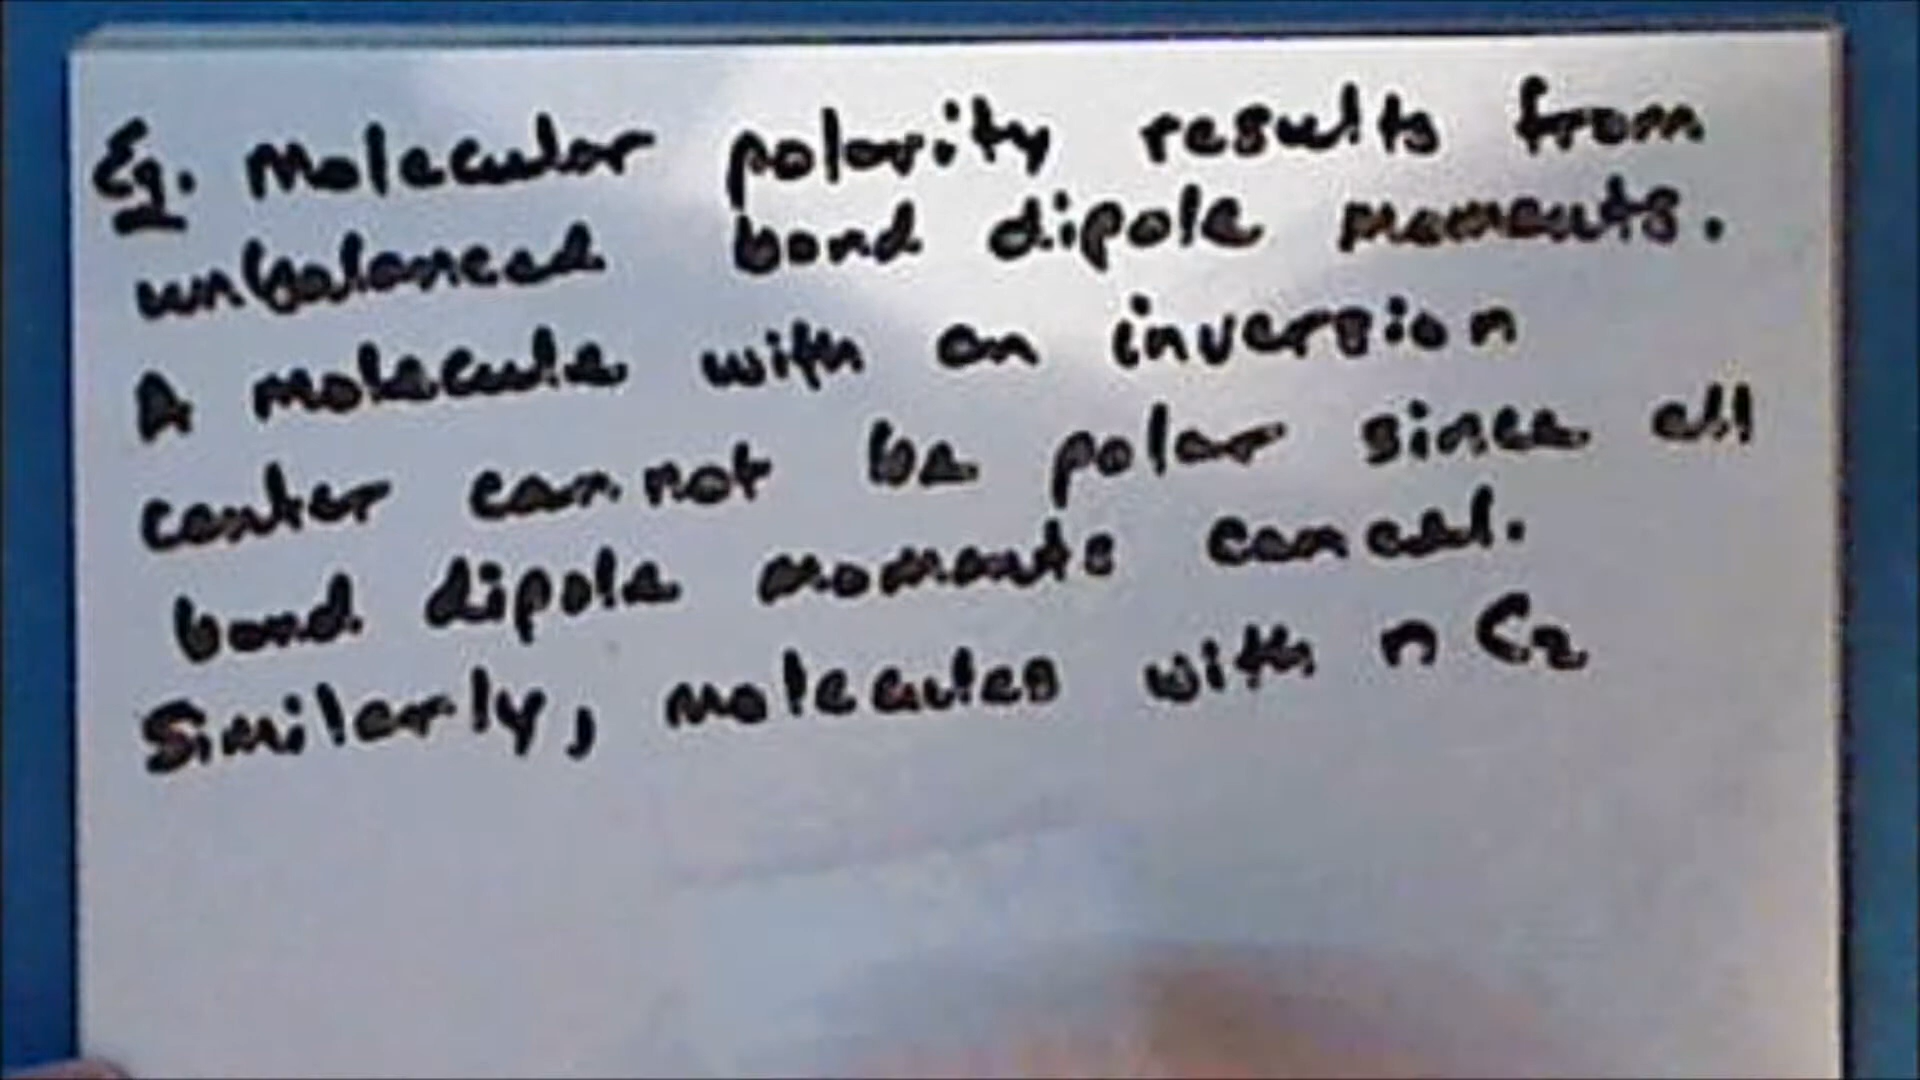 Eg. Molecular polarity results from
unbalanced bond dipole moments.
A molecule with an inversion
center cannot be polar since all
bond dipole moments cancel.
Similarly, molecules with n C2